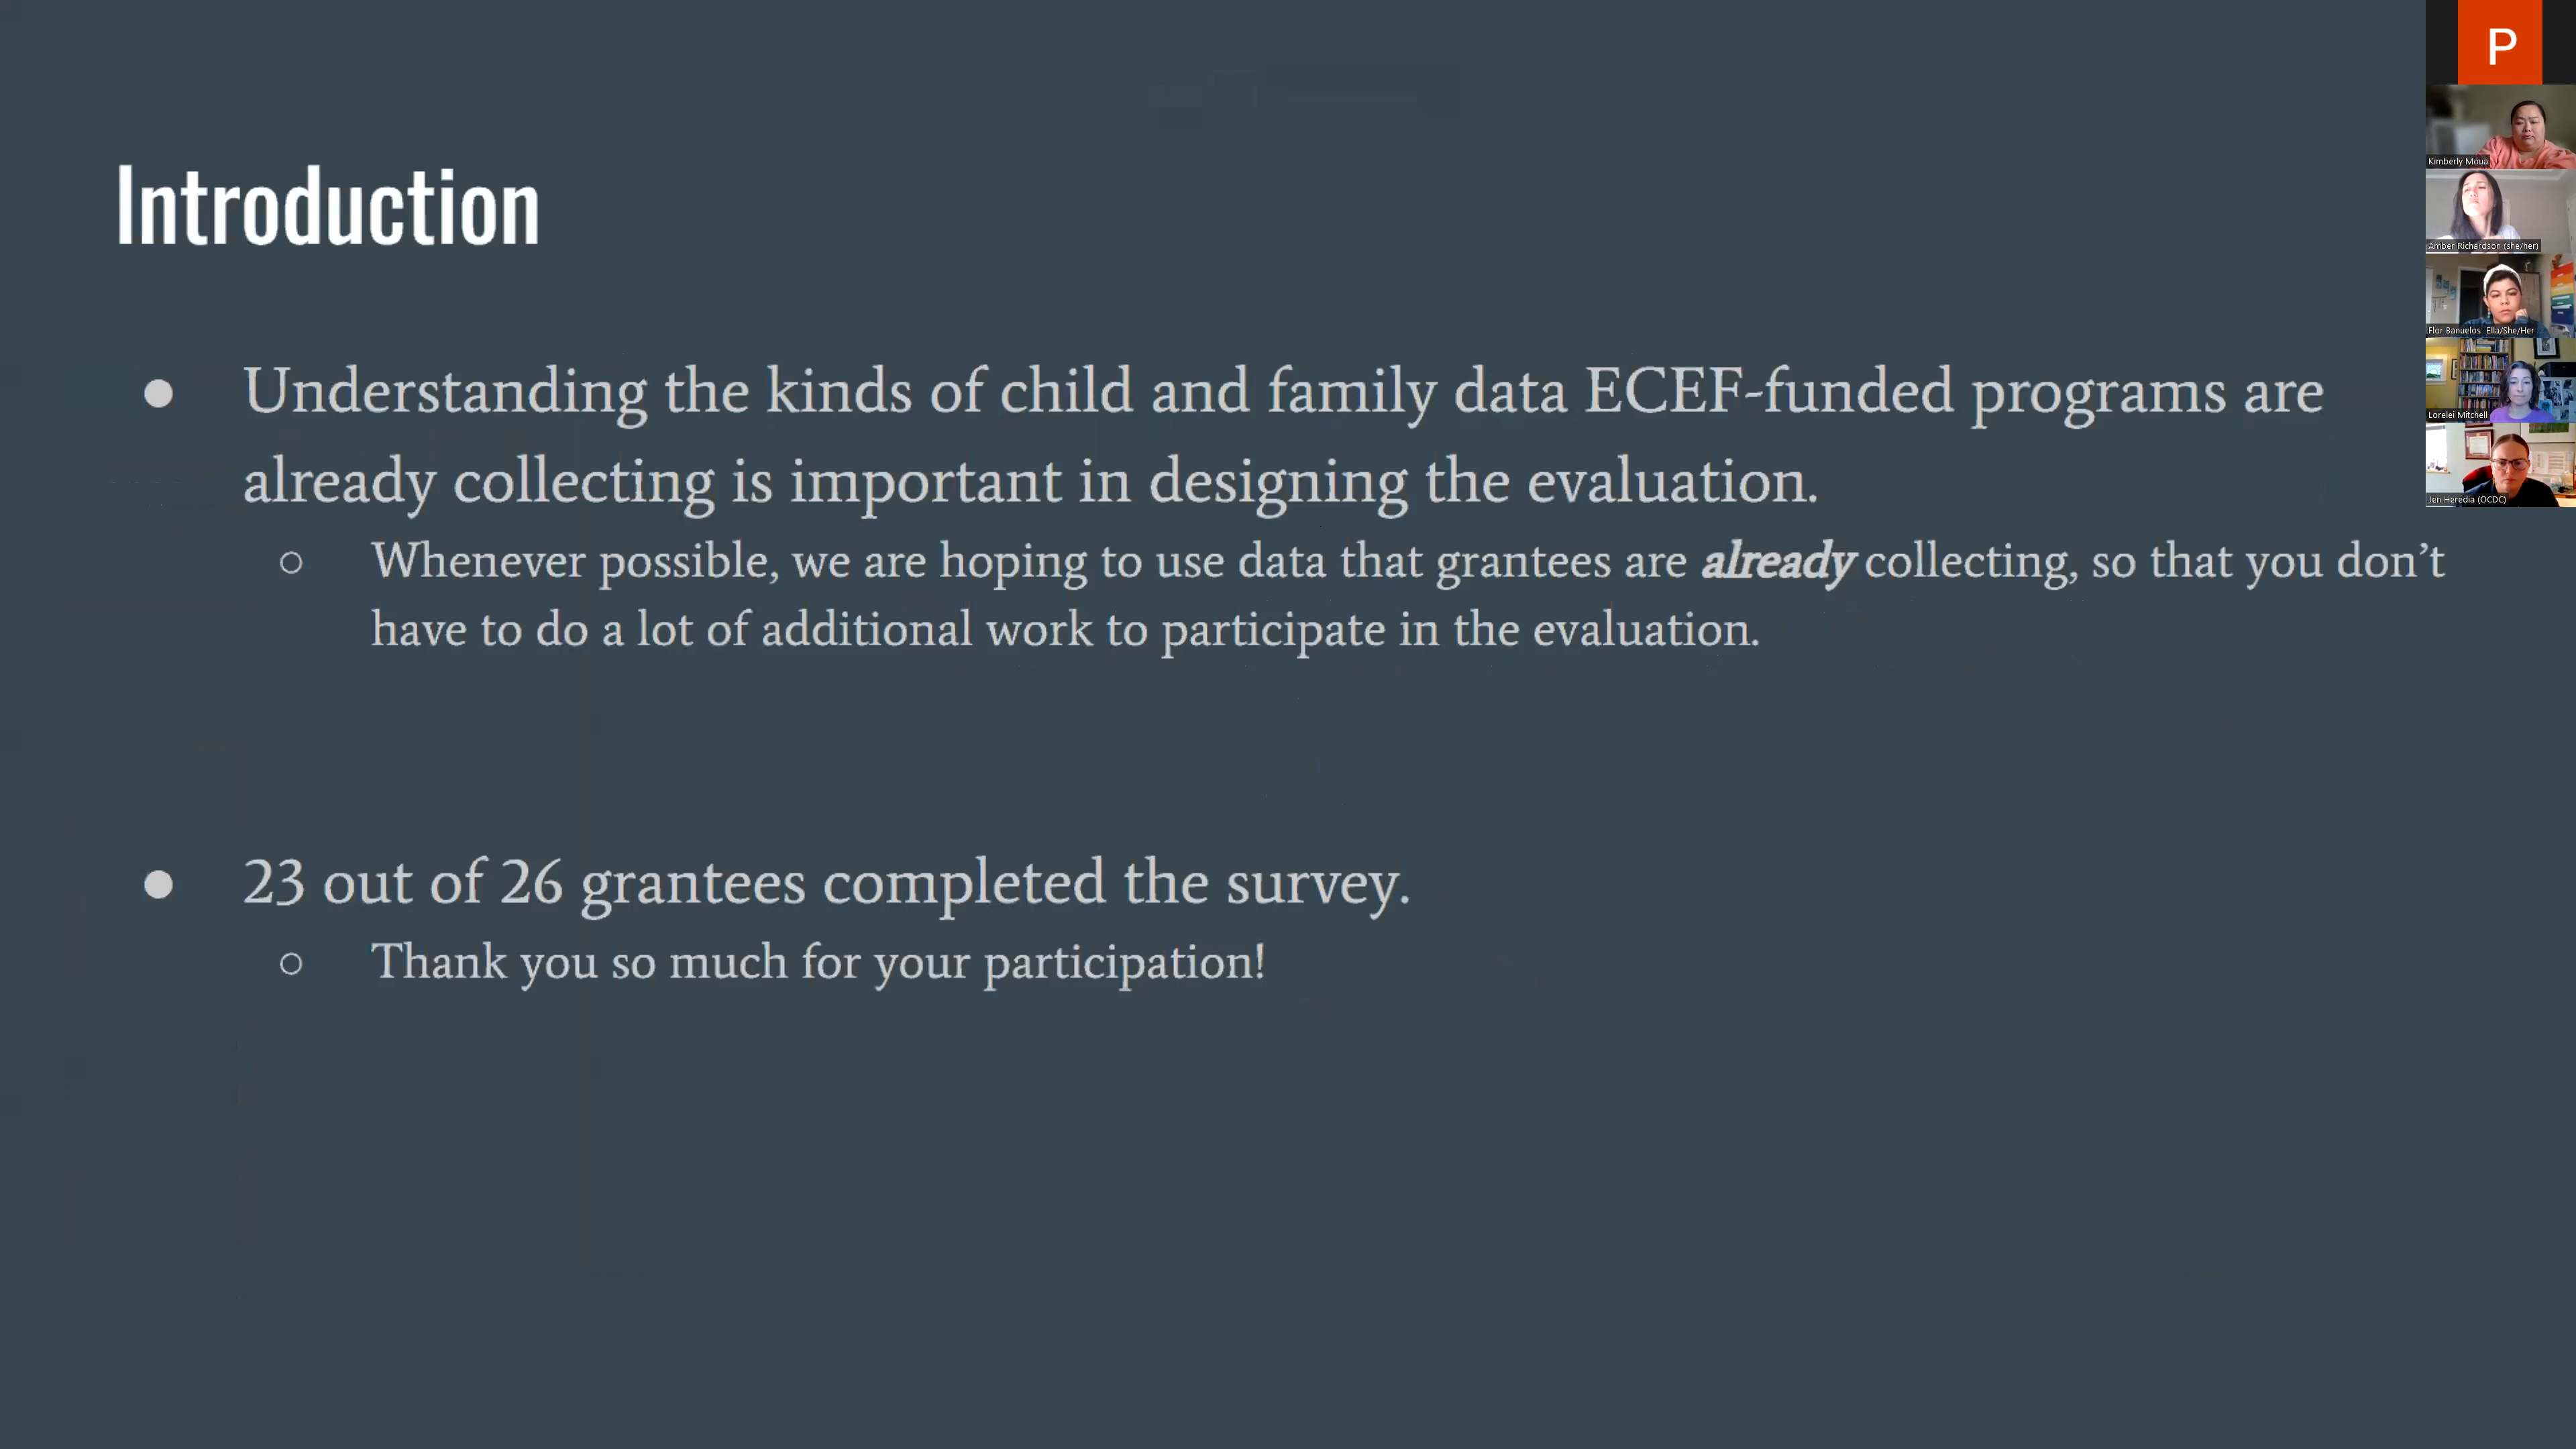 Introduction
● Understanding the kinds of child and family data ECEF-funded programs are
already collecting is important in designing the evaluation.
○ Whenever possible, we are hoping to use data that grantees are already collecting, so that you don’t
have to do a lot of additional work to participate in the evaluation.
● 23 out of 26 grantees completed the survey.
○ Thank you so much for your participation!
P
Kimberly Moua
Amber Richardson (she/her)
Flor Banuelos Ella/She/Her
Lorelei Mitchell
Jen Heredia (OCDC)